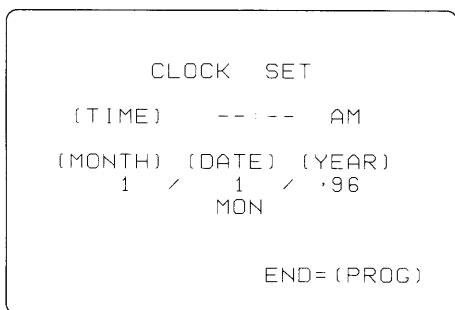 CLOCK SET
(TIME) --:-- AM
(MONTH) (DATE) (YEAR)
1 / 1 / '96
MON
END=(PROG)